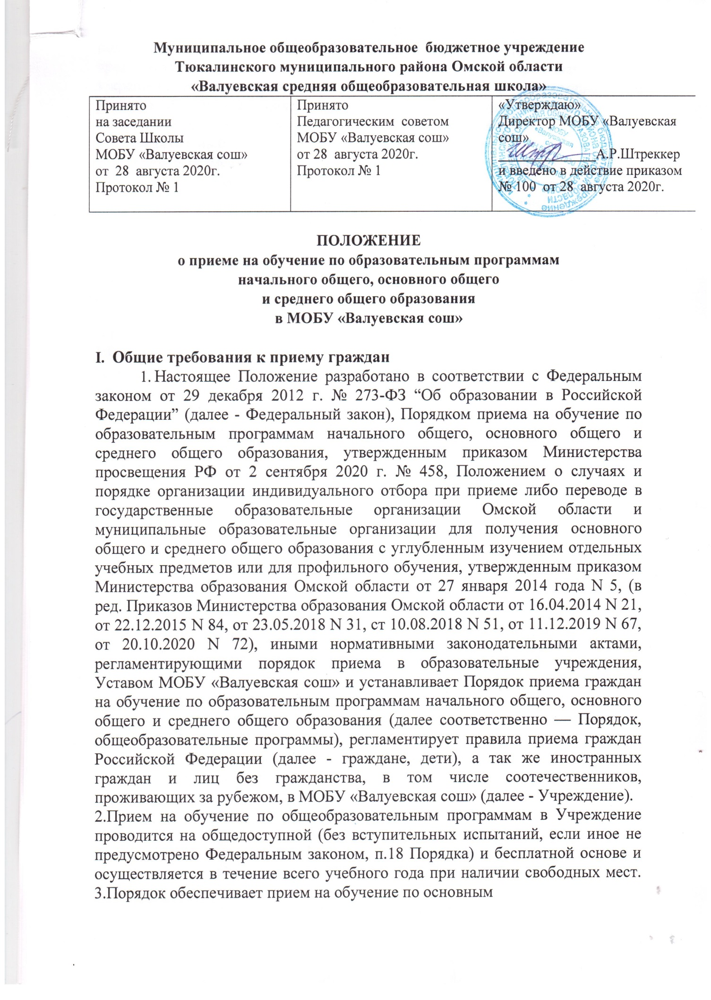 Муниципальное общеобразовательное бюджетное учреждение
Тюкалинского муниципального района Омской области
«Валуевская средняя общеобразовательная школа»
Принято
на заседании
Совета Школы
МОБУ «Валуевская сош»
от 28 августа 2020г.
Протокол № 1
Принято
Педагогическим советом
МОБУ «Валуевская сош»
от 28 августа 2020г.
Протокол № 1
«Утверждаю»
Директор МОБУ «Валуевская
сош»
А.Р.Штреккер
и введено в действие приказом
№ 100 от 28 августа 2020г.
ПОЛОЖЕНИЕ
о приеме на обучение по образовательным программам
начального общего, основного общего
и среднего общего образования
в МОБУ «Валуевская сош»
I. Общие требования к приему граждан
1. Настоящее Положение разработано в соответствии с Федеральным
законом от 29 декабря 2012 г. № 273-ФЗ “Об образовании в Российской
Федерации” (далее - Федеральный закон), Порядком приема на обучение по
образовательным программам начального общего, основного общего и
среднего общего образования, утвержденным приказом Министерства
просвещения РФ от 2 сентября 2020 г. № 458, Положением о случаях и
порядке организации индивидуального отбора при приеме либо переводе в
государственные образовательные организации Омской области и
муниципальные образовательные организации для получения основного
общего и среднего общего образования с углубленным изучением отдельных
учебных предметов или для профильного обучения, утвержденным приказом
Министерства образования Омской области от 27 января 2014 года N 5, (в
ред. Приказов Министерства образования Омской области от 16.04.2014 N 21,
от 22.12.2015 N 84, от 23.05.2018 N 31, ст 10.08.2018 N 51, от 11.12.2019 N 67,
от 20.10.2020 N 72), иными нормативными законодательными актами,
регламентирующими порядок приема в образовательные учреждения,
Уставом МОБУ «Валуевская сош» и устанавливает Порядок приема граждан
на обучение по образовательным программам начального общего, основного
общего и среднего общего образования (далее соответственно — Порядок,
общеобразовательные программы), регламентирует правила приема граждан
Российской Федерации (далее - граждане, дети), а так же иностранных
граждан и лиц без гражданства, в том числе соотечественников,
проживающих за рубежом, в МОБУ «Валуевская сош» (далее - Учреждение).
2.Прием на обучение по общеобразовательным программам в Учреждение
проводится на общедоступной (без вступительных испытаний, если иное не
предусмотрено Федеральным законом, п.18 Порядка) и бесплатной основе и
осуществляется в течение всего учебного года при наличии свободных мест.
3.Порядок обеспечивает прием на обучение по основным